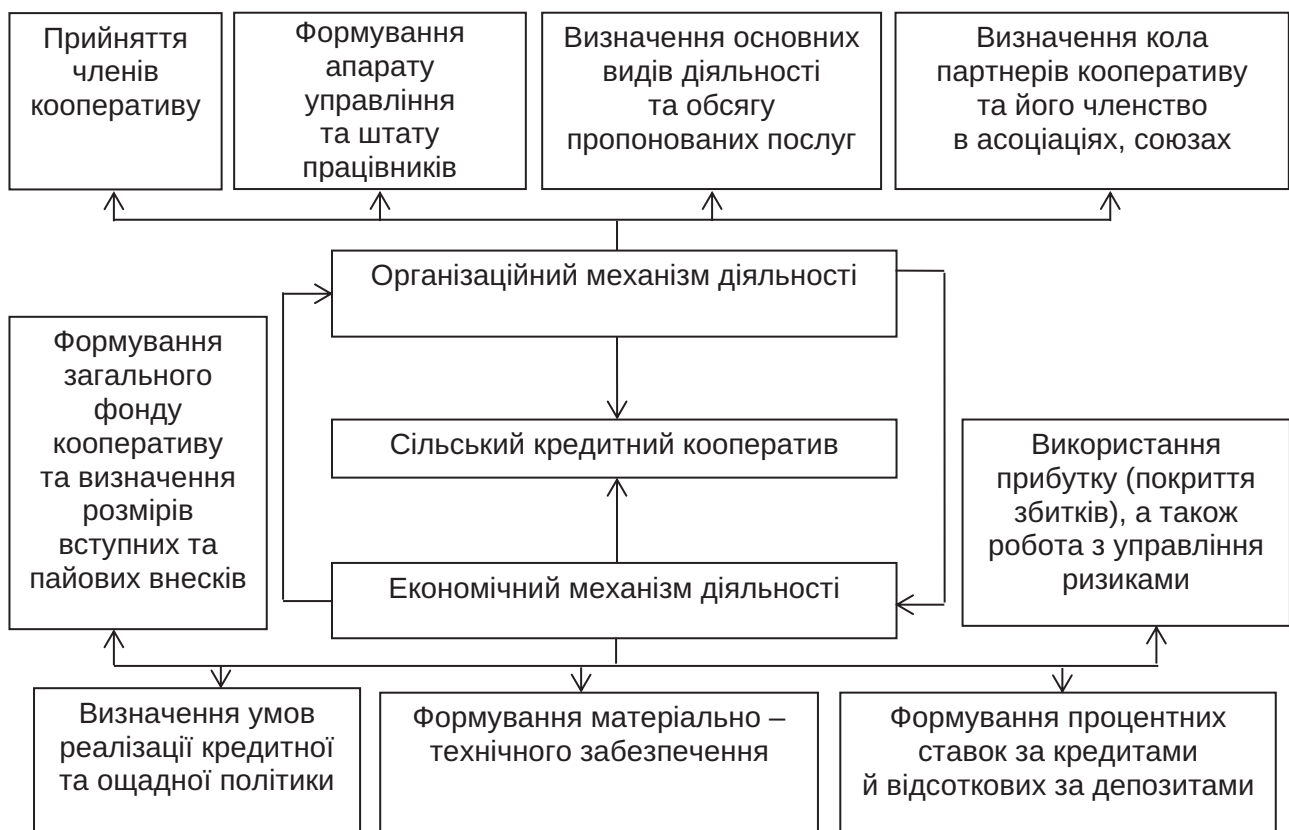 Прийняття
членів
кооперативу
Формування
апарату
управління
та штату
працівників
Визначення основних
видів діяльності
та обсягу
пропонованих послуг
Визначення кола
партнерів кооперативу
та його членство
в асоціаціях, союзах
Організаційний механізм діяльності
Формування
загального
фонду
кооперативу
та визначення
розмірів
вступних та
пайових внесків
Сільський кредитний кооператив
Використання
прибутку (покриття
збитків), а також
робота з управління
ризиками
Економічний механізм діяльності
Визначення умов
реалізації кредитної
та ощадної політики
Формування матеріально –
технічного забезпечення
Формування процентних
ставок за кредитами
й відсоткових за депозитами